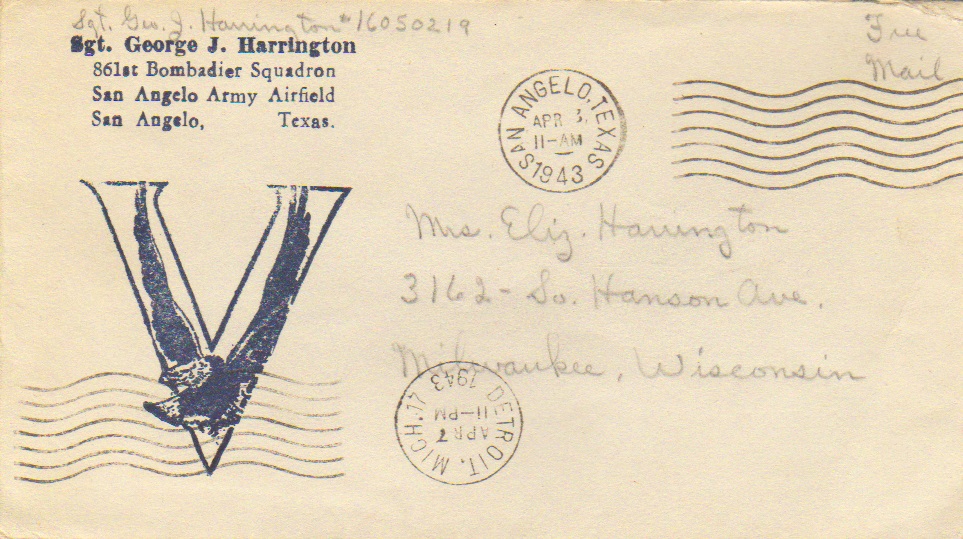 Sgt. Geo. J. Harrington # 16050219
Sgt. George J. Harrington
861st Bombadier Squadron
San Angelo Army Airfield
San Angelo, Texas.
Free
Mail
SAN ANGELO, TEXAS
APR 3
11-AM
1943
Mrs. Eliz. Harrington
3162 - So. Hanson Ave.
Milwaukee, Wisconsin
DETROIT, MICH. 17
APR 7
11-PM
1943